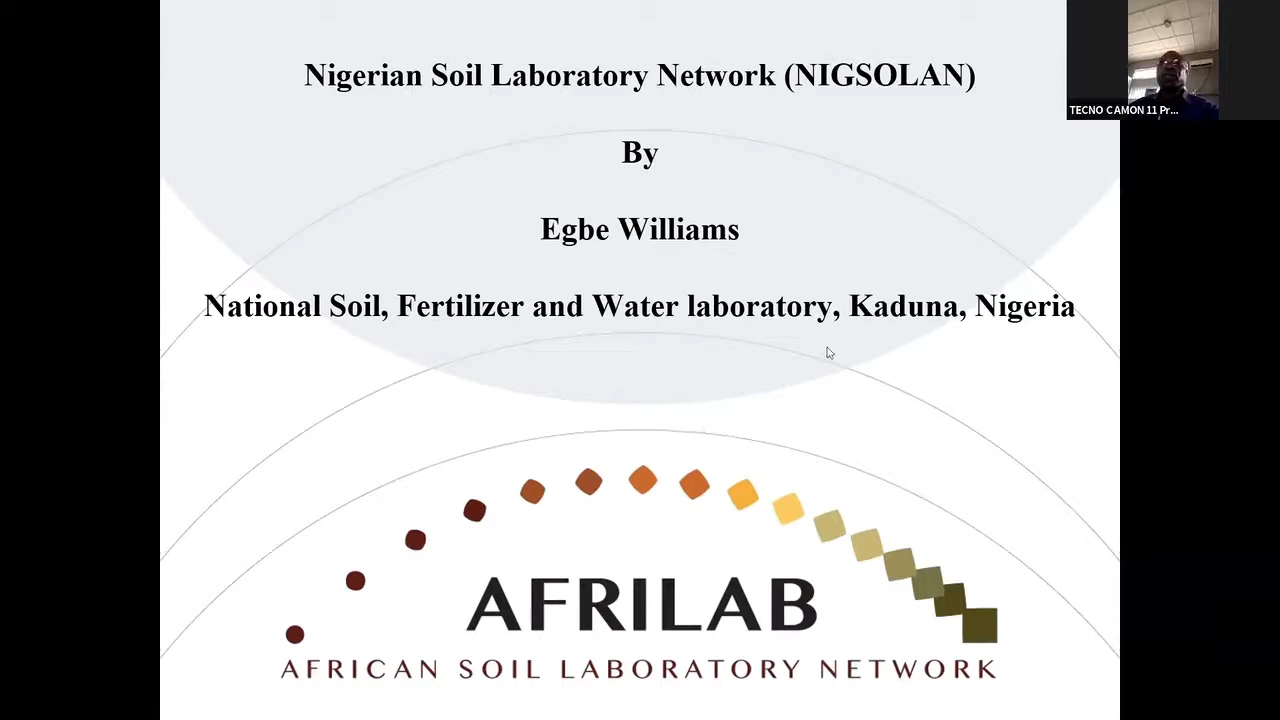 Nigerian Soil Laboratory Network (NIGSOLAN)
By
Egbe Williams
National Soil, Fertilizer and Water laboratory, Kaduna, Nigeria
TECNO CAMON 11 Pr...
AFRILAB
AFRICAN SOIL LABORATORY NETWORK